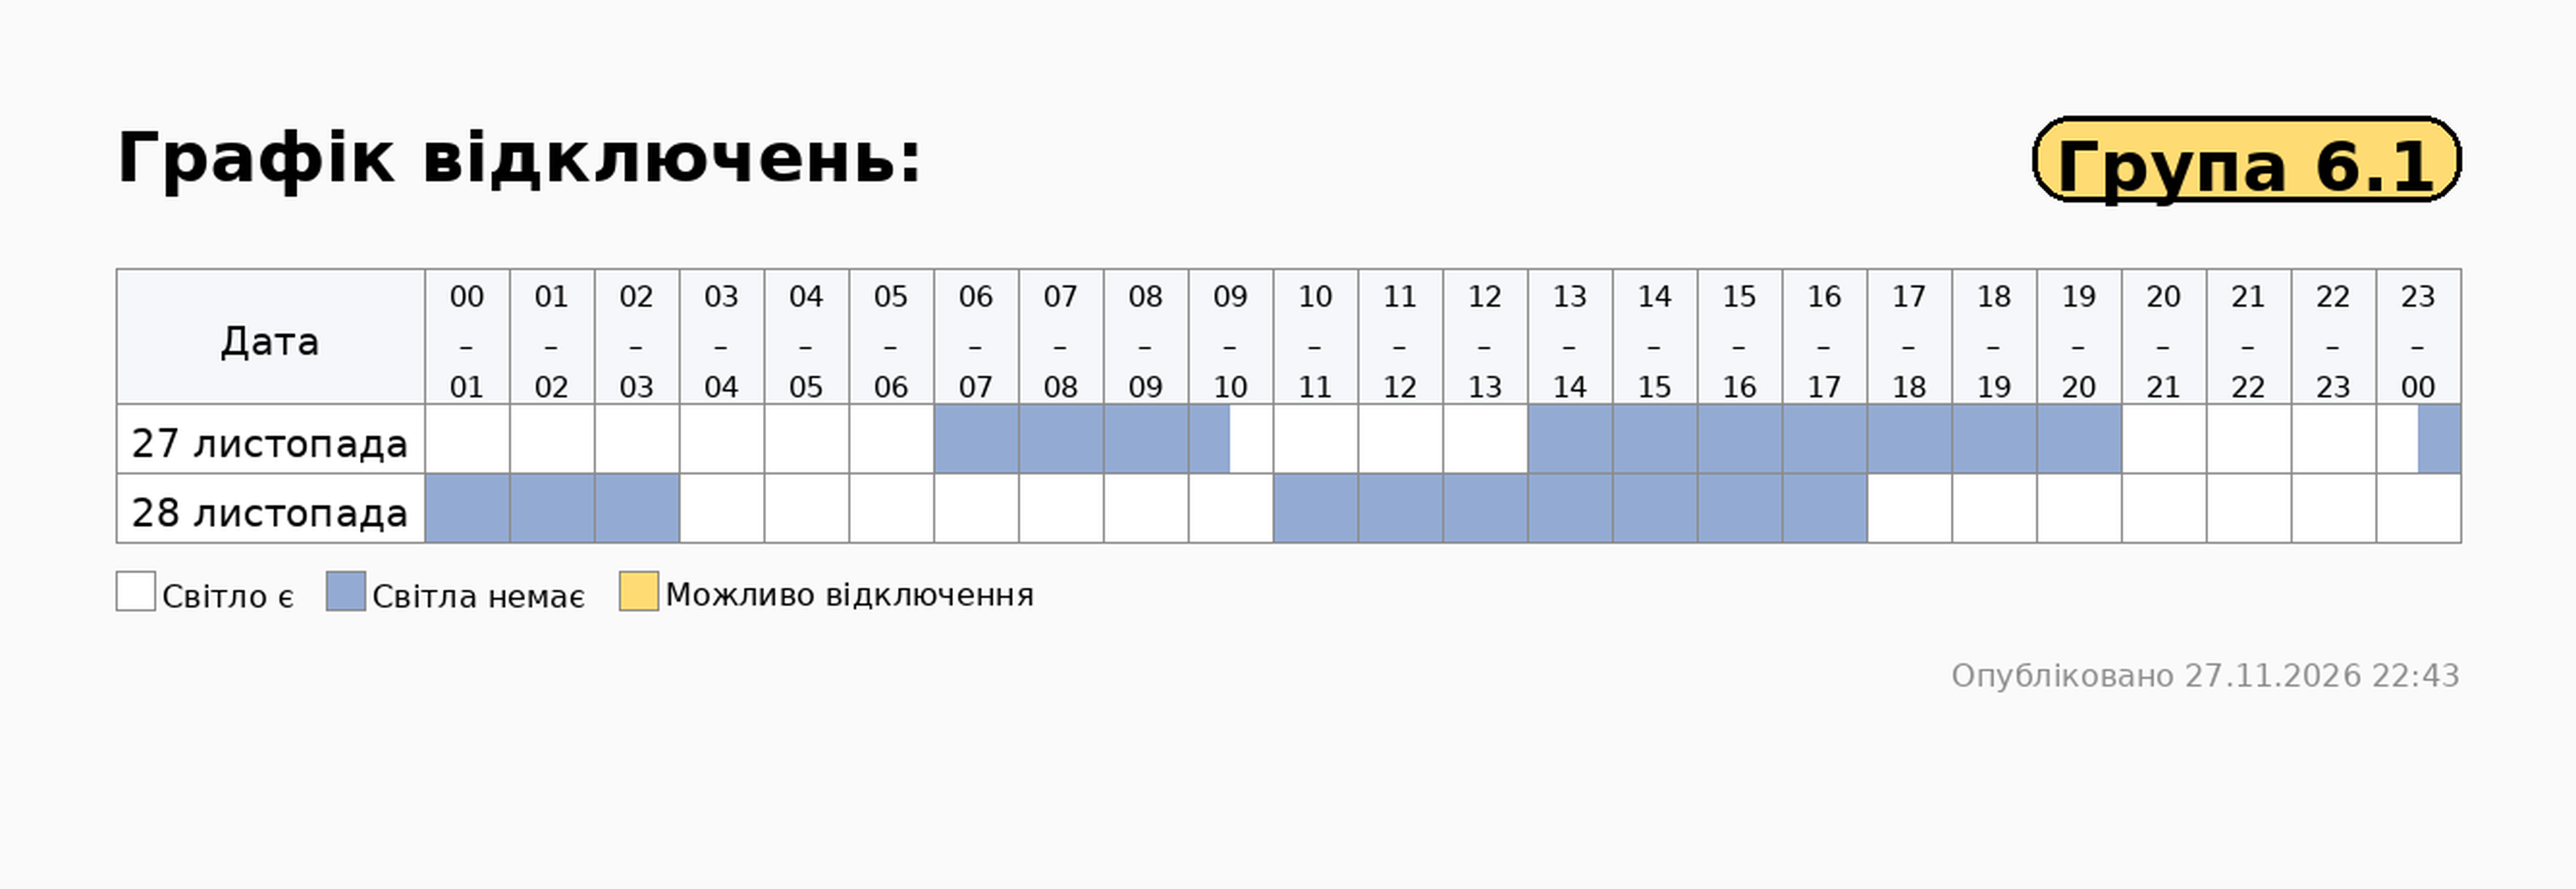 Графік відключень:
Група 6.1
Дата
00 – 01
01 – 02
02 – 03
03 – 04
04 – 05
05 – 06
06 – 07
07 – 08
08 – 09
09 – 10
10 – 11
11 – 12
12 – 13
13 – 14
14 – 15
15 – 16
16 – 17
17 – 18
18 – 19
19 – 20
20 – 21
21 – 22
22 – 23
23 – 00
27 листопада
28 листопада
Світло є
Світла немає
Можливо відключення
Опубліковано 27.11.2026 22:43